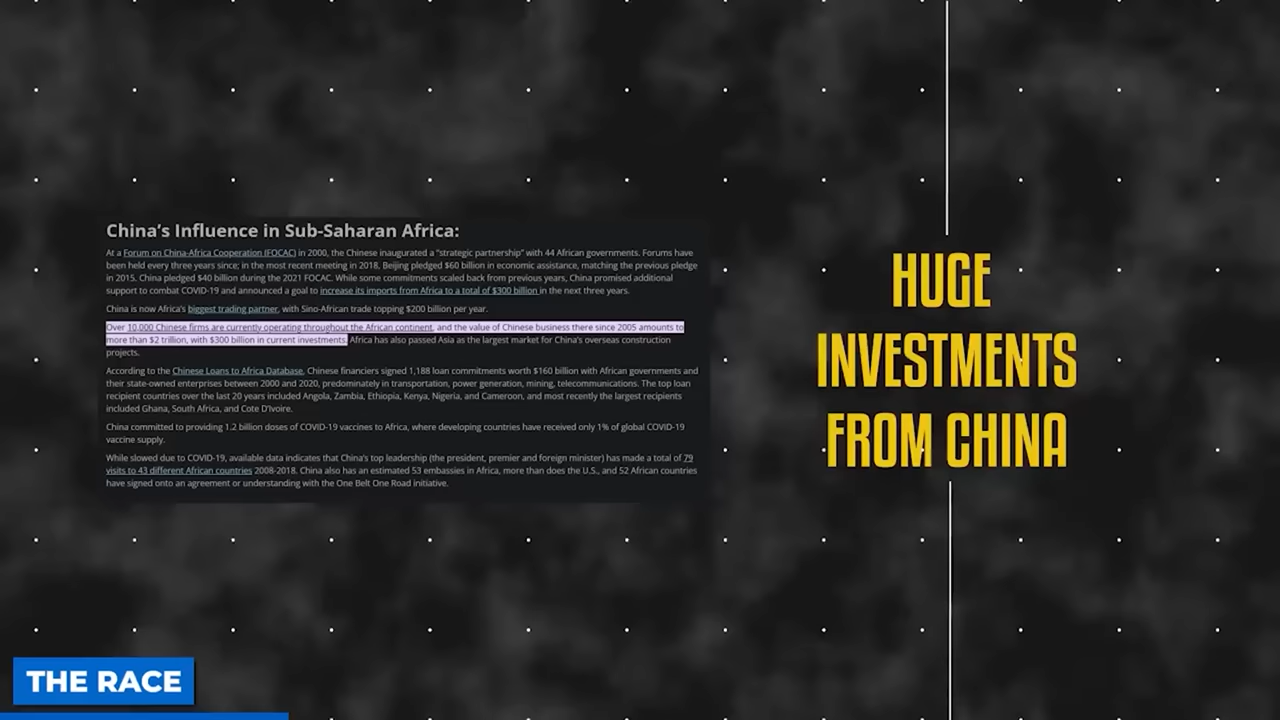 China's Influence in Sub-Saharan Africa:
At a Forum on China-Africa Cooperation (FOCAC) in 2000, the Chinese inaugurated a "strategic partnership" with 44 African governments. Forums have
been held every three years since; in the most recent meeting in 2018, Beijing pledged $60 billion in economic assistance, matching the previous pledge
in 2015. China pledged $40 billion during the 2021 FOCAC. While some commitments scaled back from previous years, China promised additional
support to combat COVID-19 and announced a goal to increase its imports from Africa to a total of $300 billion in the next three years.
China is now Africa's biggest trading partner, with Sino-African trade topping $200 billion per year.
Over 10,000 Chinese firms are currently operating throughout the African continent, and the value of Chinese business there since 2005 amounts to
more than $2 trillion, with $300 billion in current investments. Africa has also passed Asia as the largest market for China's overseas construction
projects.
According to the Chinese Loans to Africa Database, Chinese financiers signed 1,188 loan commitments worth $160 billion with African governments and
their state-owned enterprises between 2000 and 2020, predominately in transportation, power generation, mining, telecommunications. The top loan
recipient countries over the last 20 years included Angola, Zambia, Ethiopia, Kenya, Nigeria, and Cameroon, and most recently the largest recipients
included Ghana, South Africa, and Cote D'Ivoire.
China committed to providing 1.2 billion doses of COVID-19 vaccines to Africa, where developing countries have received only 1% of global COVID-19
vaccine supply.
While slowed due to COVID-19, available data indicates that China's top leadership (the president, premier and foreign minister) has made a total of 79
visits to 43 different African countries 2008-2018. China also has an estimated 53 embassies in Africa, more than does the U.S., and 52 African countries
have signed onto an agreement or understanding with the One Belt One Road initiative.
HUGE
INVESTMENTS
FROM CHINA
THE RACE